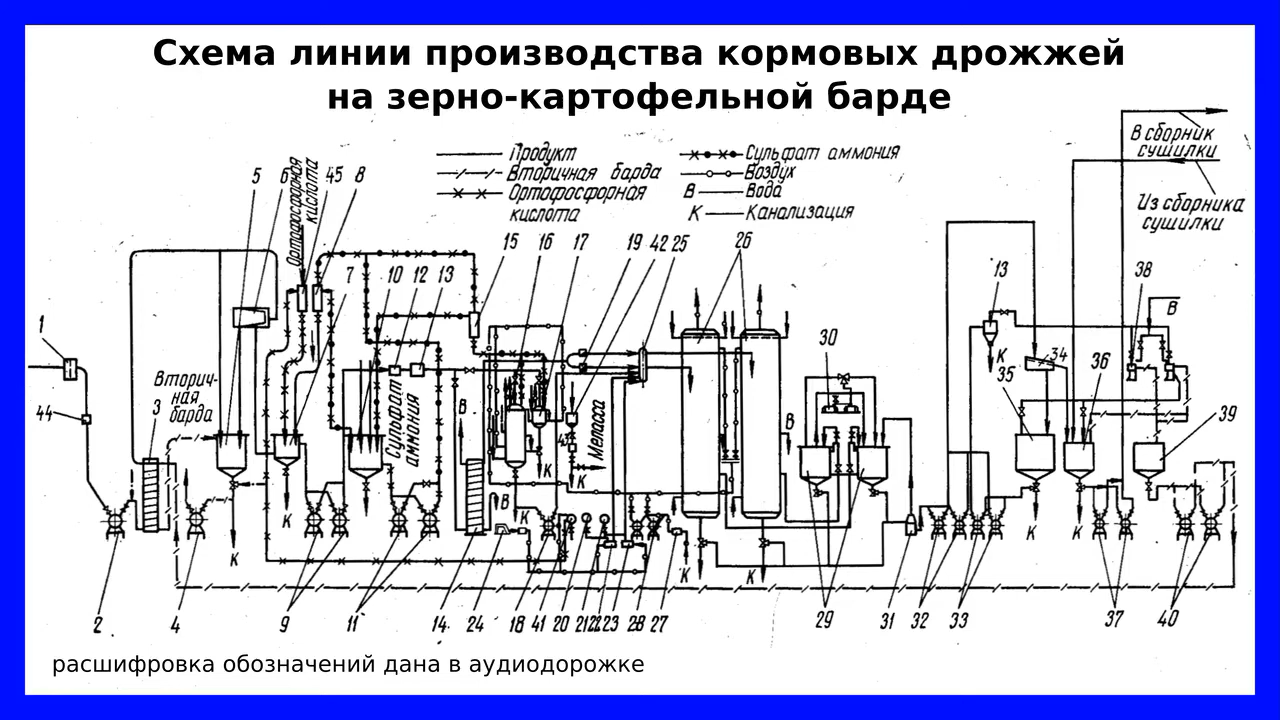 Схема линии производства кормовых дрожжей
на зерно-картофельной барде
В сборник
сушилки
Из сборника
сушилки
Продукт
Вторичная барда
Ортофосфорная
кислота
Сульфат аммония
Воздух
В — Вода
К — Канализация
5 6 Ортофосфорная
кислота 45 8
15 16 17 19 42 25 26
7 10 12 13
13 38
В
1
44
Вторич-
ная
барда
3
Сульфат
аммония
В
Меласса
К
30
В
34
35
36
39
К
К
К
В
К
К
К
К
К
К
2 4 9 11 14 24 18 41 20 21 22 23 28 27 29 31 32 33 37 40
расшифровка обозначений дана в аудиодорожке